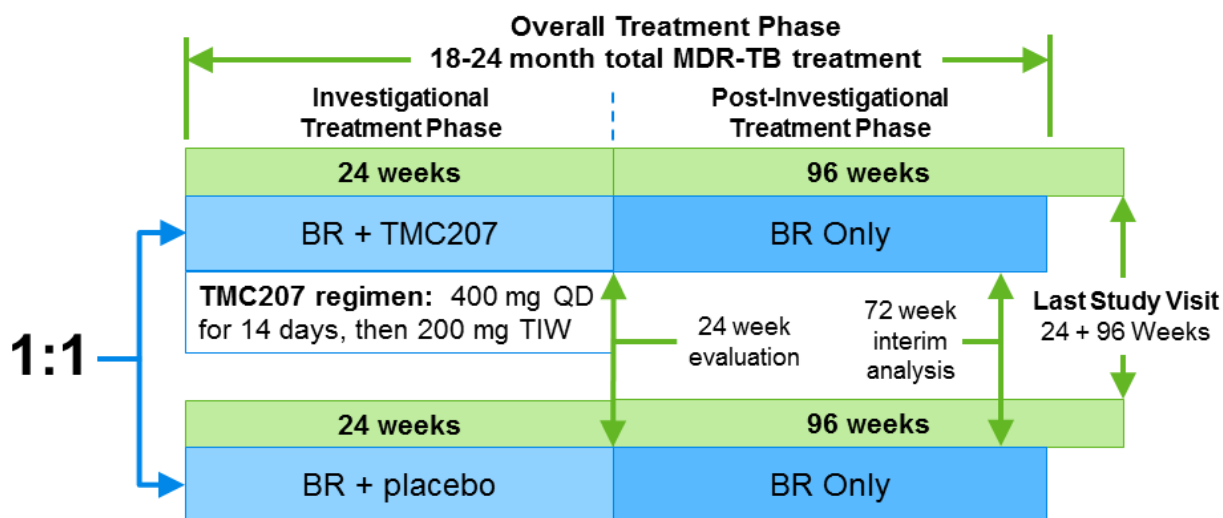 Overall Treatment Phase
18-24 month total MDR-TB treatment
Investigational
Treatment Phase
Post-Investigational
Treatment Phase
24 weeks
96 weeks
BR + TMC207
BR Only
TMC207 regimen: 400 mg QD
for 14 days, then 200 mg TIW
1:1
24 week
evaluation
72 week
interim
analysis
Last Study Visit
24 + 96 Weeks
24 weeks
96 weeks
BR + placebo
BR Only